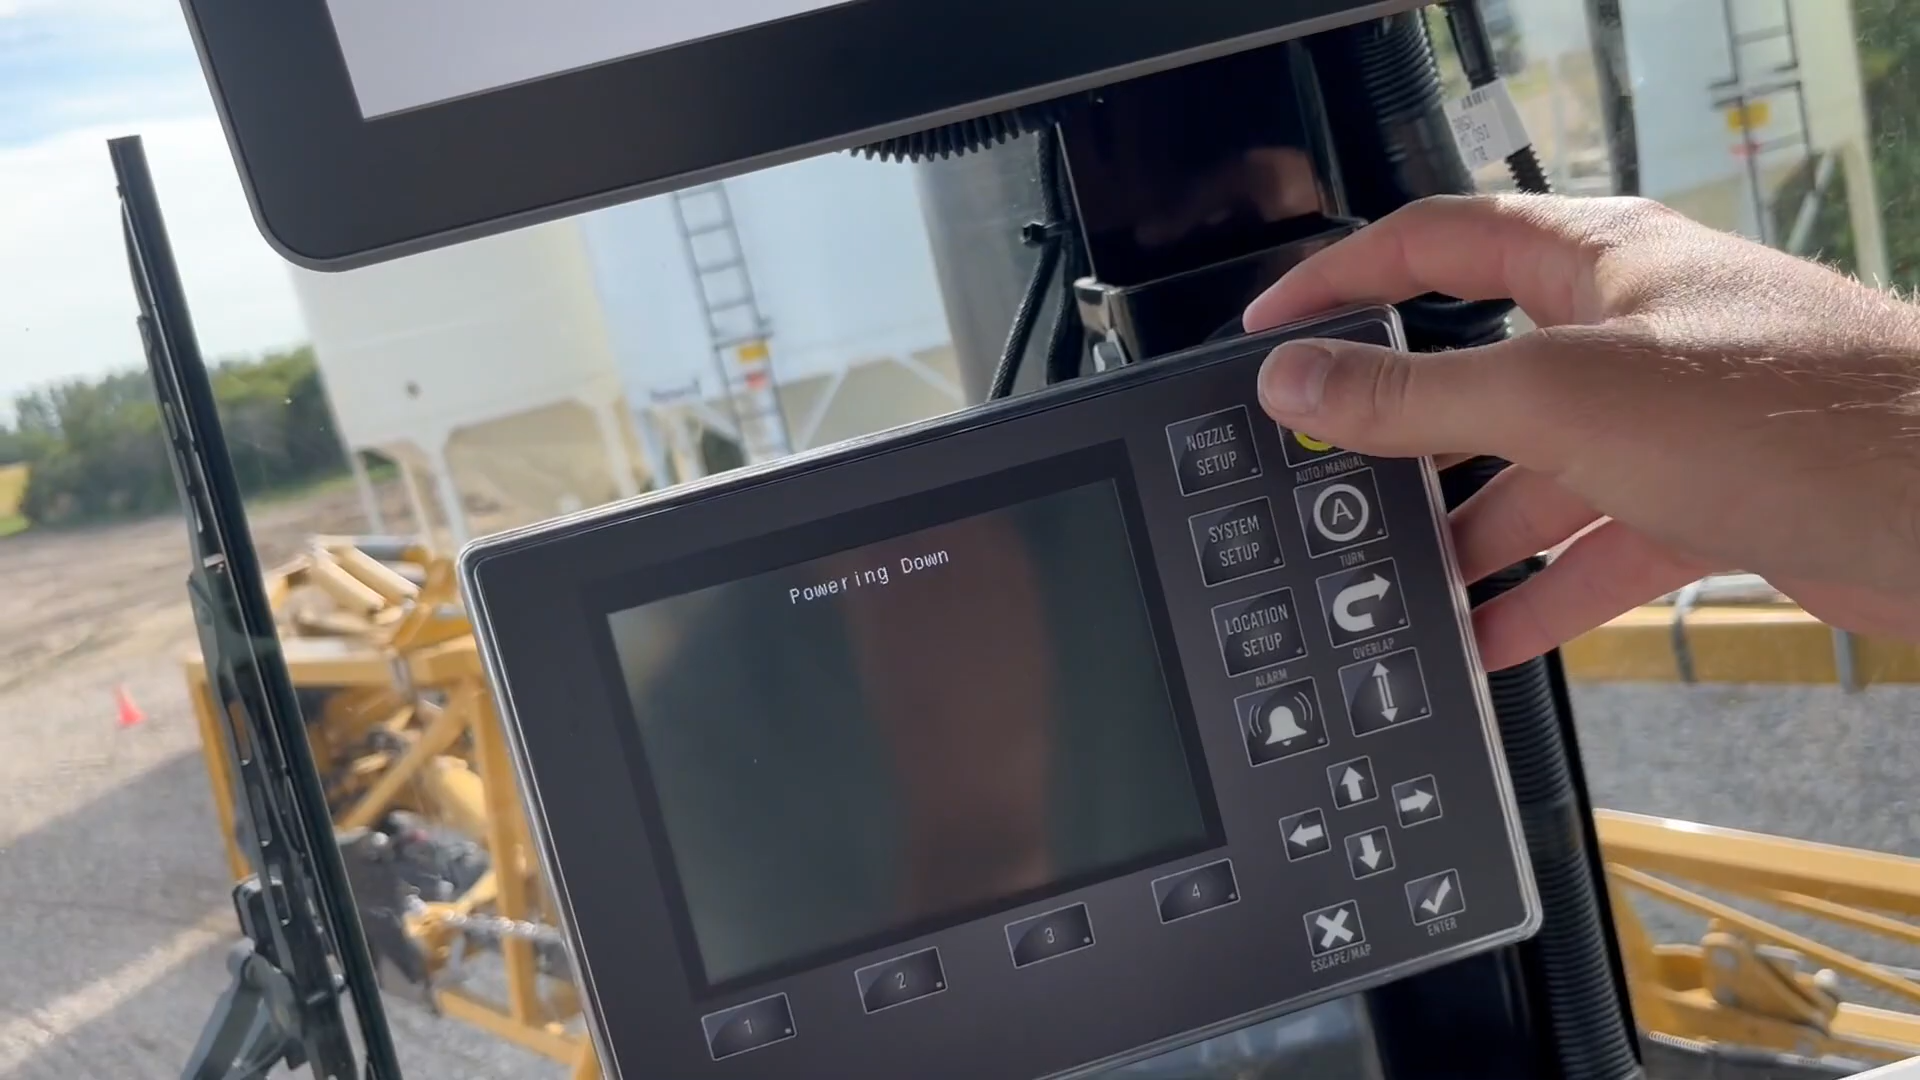 Powering Down
NOZZLE
SETUP
AUTO/MANUAL
A
SYSTEM
SETUP
TURN
LOCATION
SETUP
OVERLAP
ALARM
1
2
3
4
ESCAPE/MAP
ENTER